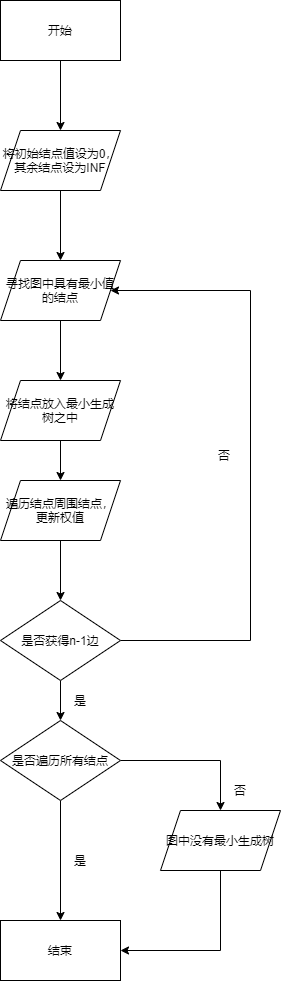 开始
将初始结点值设为0，
其余结点设为INF
寻找图中具有最小值
的结点
将结点放入最小生成
树之中
否
遍历结点周围结点，
更新权值
是否获得n-1边
是
是否遍历所有结点
否
图中没有最小生成树
是
结束